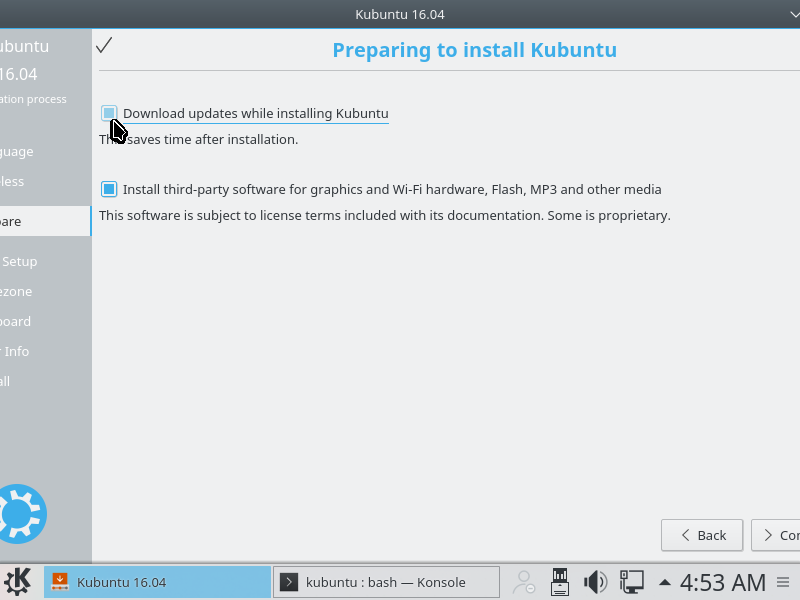 Kubuntu 16.04
ubuntu
16.04
ation process
guage
less
are
Setup
ezone
board
Info
all
Preparing to install Kubuntu
Download updates while installing Kubuntu
This saves time after installation.
Install third-party software for graphics and Wi-Fi hardware, Flash, MP3 and other media
This software is subject to license terms included with its documentation. Some is proprietary.
Back
Con
Kubuntu 16.04
kubuntu : bash — Konsole
4:53 AM